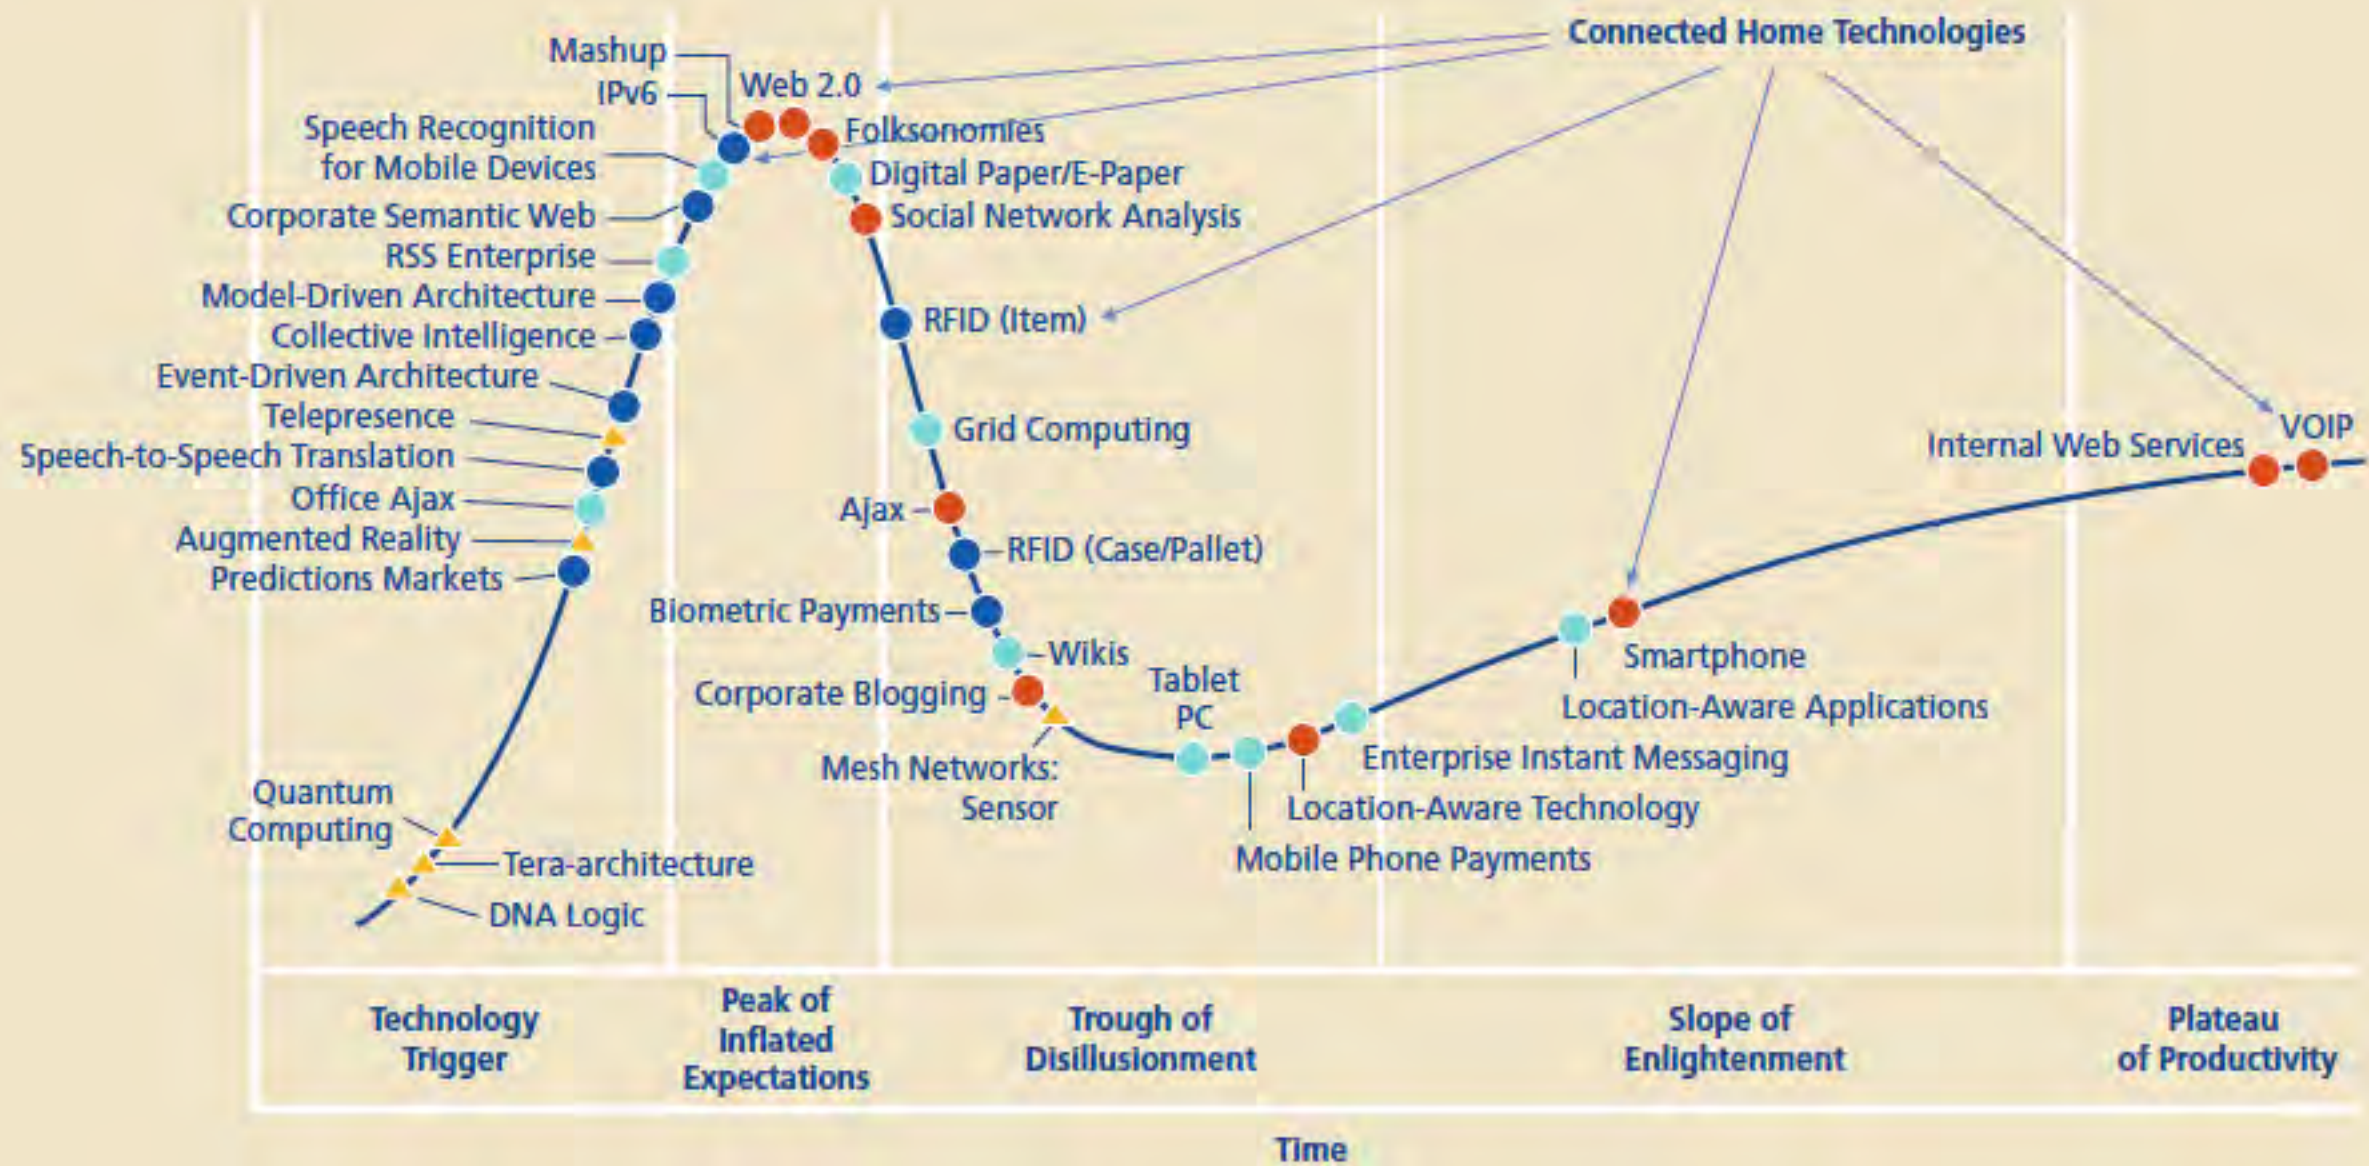 Connected Home Technologies
Mashup
Web 2.0
IPv6
Speech Recognition
for Mobile Devices
Folksonomies
Digital Paper/E-Paper
Corporate Semantic Web
Social Network Analysis
RSS Enterprise
Model-Driven Architecture
RFID (Item)
Collective Intelligence
Event-Driven Architecture
Telepresence
Grid Computing
VOIP
Internal Web Services
Speech-to-Speech Translation
Office Ajax
Ajax
Augmented Reality
RFID (Case/Pallet)
Predictions Markets
Biometric Payments
Wikis
Smartphone
Tablet
PC
Corporate Blogging
Location-Aware Applications
Enterprise Instant Messaging
Mesh Networks:
Sensor
Location-Aware Technology
Mobile Phone Payments
Quantum
Computing
Tera-architecture
DNA Logic
Technology
Trigger
Peak of
Inflated
Expectations
Trough of
Disillusionment
Slope of
Enlightenment
Plateau
of Productivity
Time